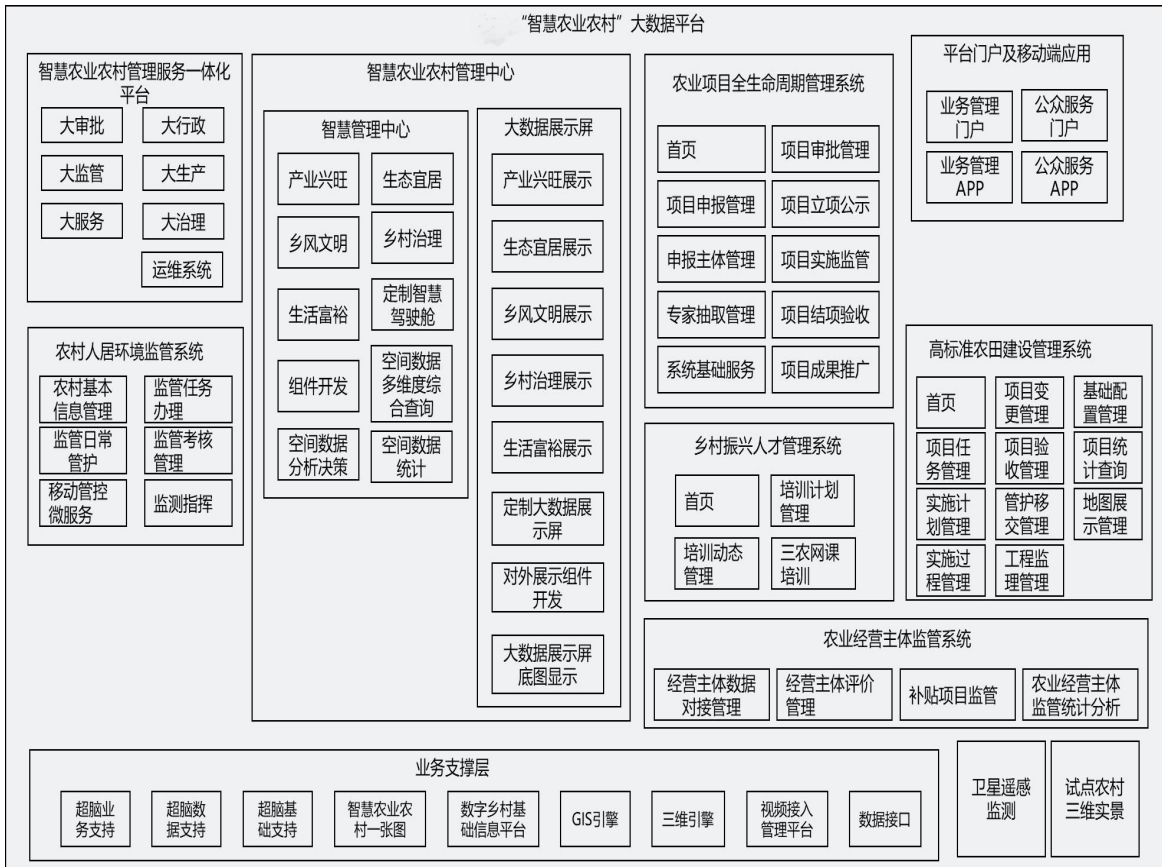 “智慧农业农村”大数据平台
智慧农业农村管理服务一体化
平台
大审批
大行政
大监管
大生产
大服务
大治理
运维系统
农村人居环境监管系统
农村基本
信息管理
监管任务
办理
监管日常
管护
监管考核
管理
移动管控
微服务
监测指挥
智慧农业农村管理中心
智慧管理中心
产业兴旺
生态宜居
乡风文明
乡村治理
生活富裕
定制智慧
驾驶舱
组件开发
空间数据
多维度综
合查询
空间数据
分析决策
空间数据
统计
大数据展示屏
产业兴旺展示
生态宜居展示
乡风文明展示
乡村治理展示
生活富裕展示
定制大数据展
示屏
对外展示组件
开发
大数据展示屏
底图显示
农业项目全生命周期管理系统
首页
项目审批管理
项目申报管理
项目立项公示
申报主体管理
项目实施监管
专家抽取管理
项目结项验收
系统基础服务
项目成果推广
平台门户及移动端应用
业务管理
门户
公众服务
门户
业务管理
APP
公众服务
APP
乡村振兴人才管理系统
首页
培训计划
管理
培训动态
管理
三农网课
培训
高标准农田建设管理系统
首页
项目变
更管理
基础配
置管理
项目任
务管理
项目验
收管理
项目统
计查询
实施计
划管理
管护移
交管理
地图展
示管理
实施过
程管理
工程监
理管理
农业经营主体监管系统
经营主体数据
对接管理
经营主体评价
管理
补贴项目监管
农业经营主体
监管统计分析
业务支撑层
超脑业
务支持
超脑数
据支持
超脑基
础支持
智慧农业农
村一张图
数字乡村基
础信息平台
GIS引擎
三维引擎
视频接入
管理平台
数据接口
卫星遥感
监测
试点农村
三维实景